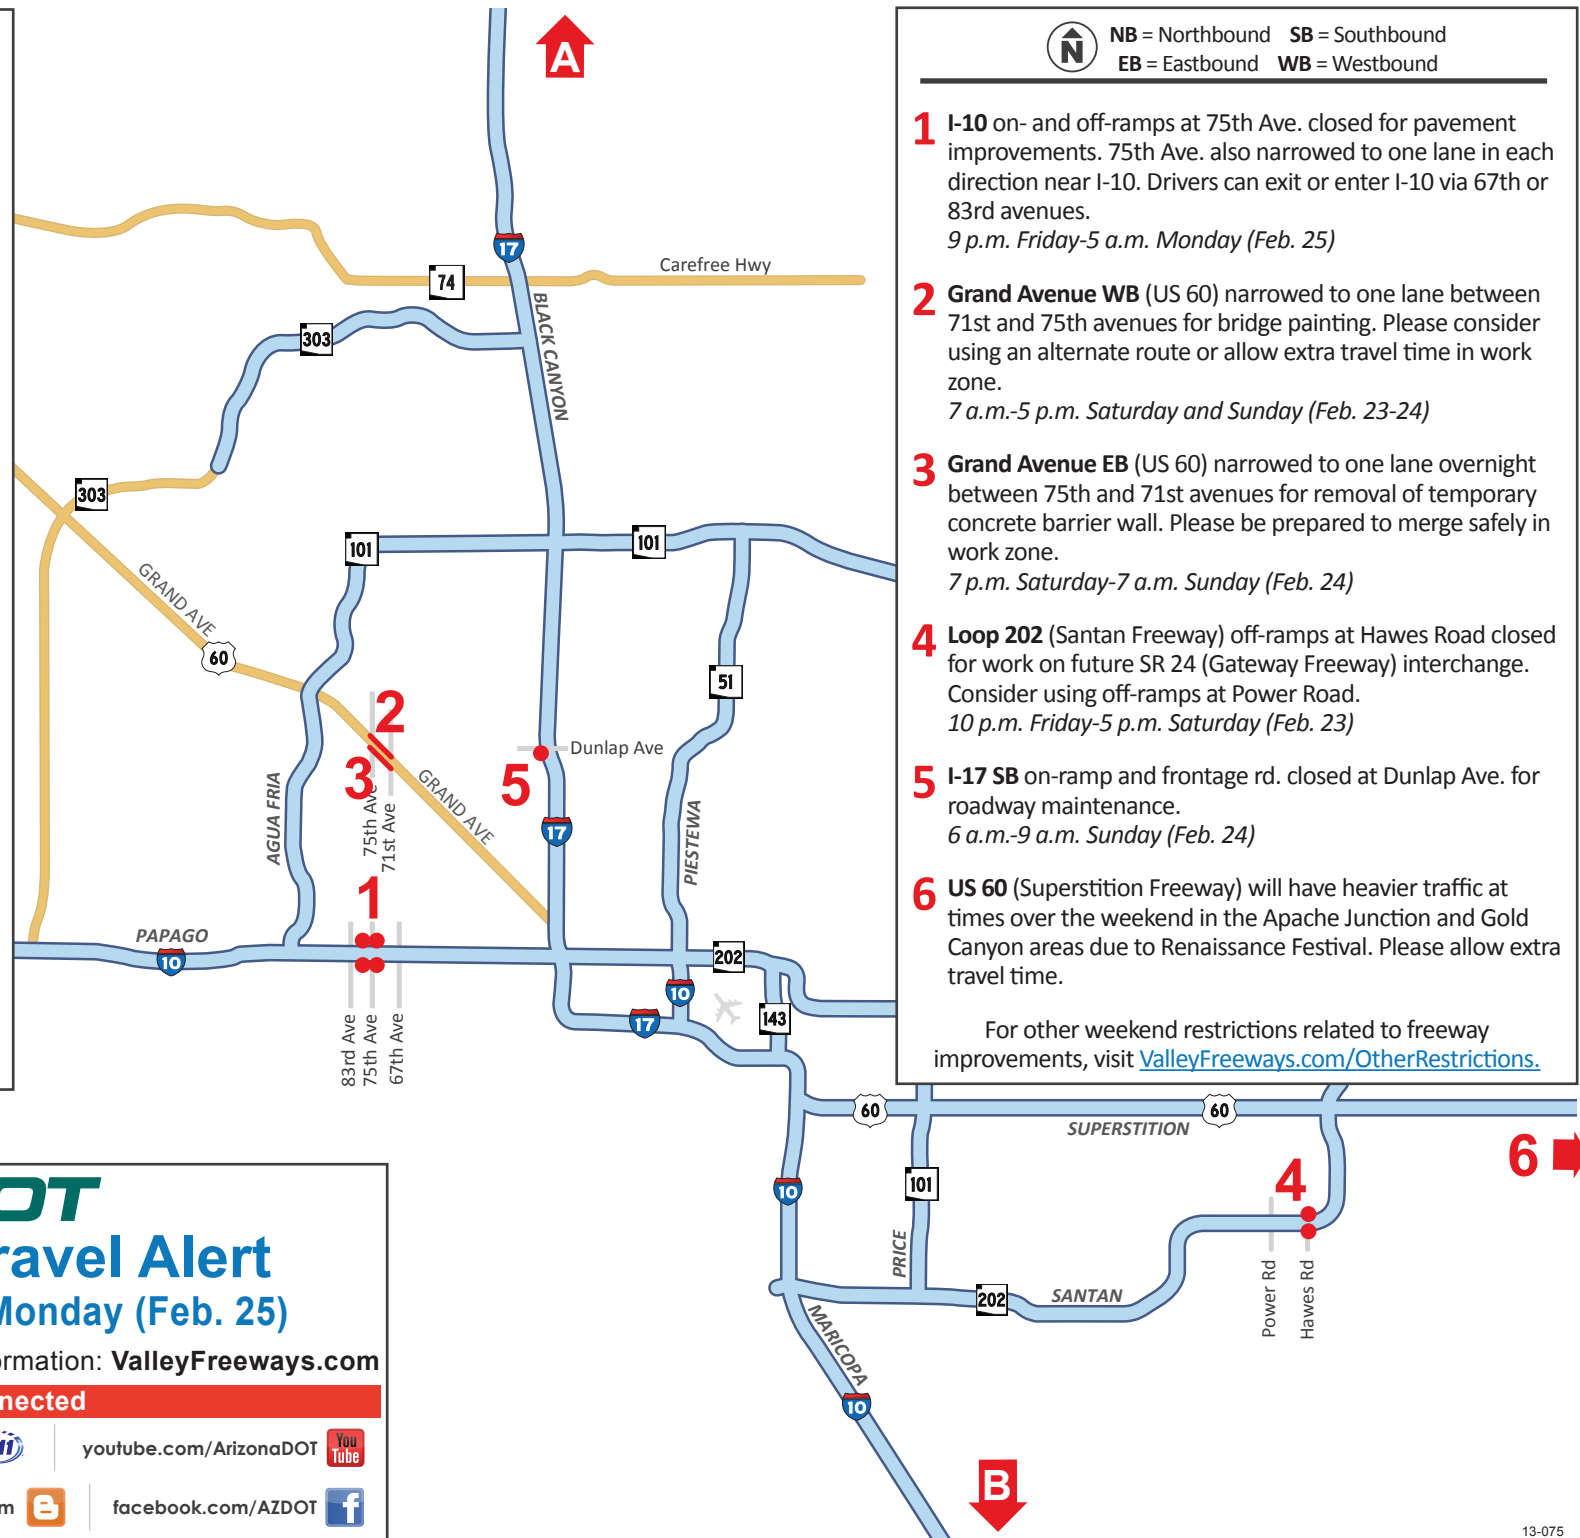 A
NB = Northbound SB = Southbound
EB = Eastbound WB = Westbound
N
1 I-10 on- and off-ramps at 75th Ave. closed for pavement
improvements. 75th Ave. also narrowed to one lane in each
direction near I-10. Drivers can exit or enter I-10 via 67th or
83rd avenues.
9 p.m. Friday-5 a.m. Monday (Feb. 25)
2 Grand Avenue WB (US 60) narrowed to one lane between
71st and 75th avenues for bridge painting. Please consider
using an alternate route or allow extra travel time in work
zone.
7 a.m.-5 p.m. Saturday and Sunday (Feb. 23-24)
3 Grand Avenue EB (US 60) narrowed to one lane overnight
between 75th and 71st avenues for removal of temporary
concrete barrier wall. Please be prepared to merge safely in
work zone.
7 p.m. Saturday-7 a.m. Sunday (Feb. 24)
4 Loop 202 (Santan Freeway) off-ramps at Hawes Road closed
for work on future SR 24 (Gateway Freeway) interchange.
Consider using off-ramps at Power Road.
10 p.m. Friday-5 p.m. Saturday (Feb. 23)
5 I-17 SB on-ramp and frontage rd. closed at Dunlap Ave. for
roadway maintenance.
6 a.m.-9 a.m. Sunday (Feb. 24)
6 US 60 (Superstition Freeway) will have heavier traffic at
times over the weekend in the Apache Junction and Gold
Canyon areas due to Renaissance Festival. Please allow extra
travel time.
For other weekend restrictions related to freeway
improvements, visit ValleyFreeways.com/OtherRestrictions.
17
Carefree Hwy
74
BLACK CANYON
303
303
101
101
GRAND AVE
60
51
2
Dunlap Ave
3
5
GRAND AVE
75th Ave
71st Ave
AGUA FRIA
17
PIESTEWA
1
PAPAGO
10
202
10
17
143
83rd Ave
75th Ave
67th Ave
60
60
SUPERSTITION
6
10
101
4
PRICE
Power Rd
Hawes Rd
202
SANTAN
MARICOPA
10
B
OT
ravel Alert
Monday (Feb. 25)
ormation: ValleyFreeways.com
nnected
11
youtube.com/ArizonaDOT
You
Tube
m
facebook.com/AZDOT
f
13-075